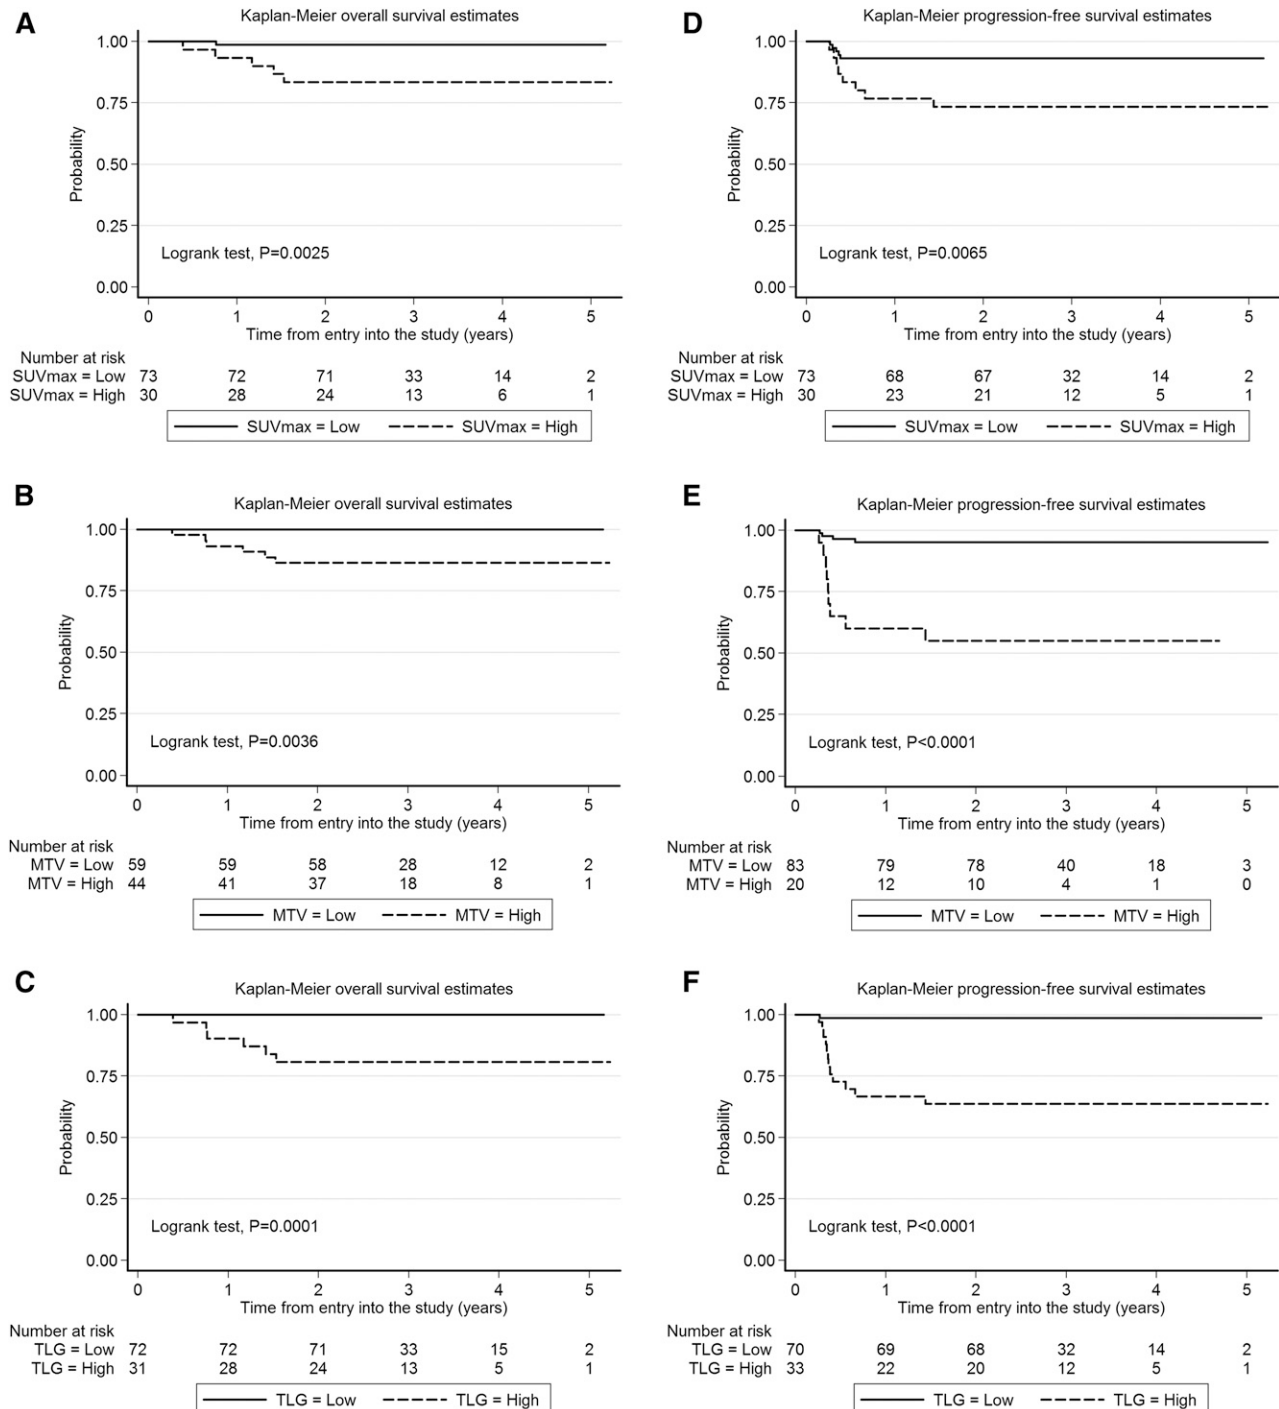 A
Kaplan-Meier overall survival estimates
1.00
0.75
0.50
0.25
0.00
Probability
Logrank test, P=0.0025
0 1 2 3 4 5
Time from entry into the study (years)
Number at risk
SUVmax = Low 73 72 71 33 14 2
SUVmax = High 30 28 24 13 6 1
SUVmax = Low SUVmax = High
D
Kaplan-Meier progression-free survival estimates
1.00
0.75
0.50
0.25
0.00
Probability
Logrank test, P=0.0065
0 1 2 3 4 5
Time from entry into the study (years)
Number at risk
SUVmax = Low 73 68 67 32 14 2
SUVmax = High 30 23 21 12 5 1
SUVmax = Low SUVmax = High
B
Kaplan-Meier overall survival estimates
1.00
0.75
0.50
0.25
0.00
Probability
Logrank test, P=0.0036
0 1 2 3 4 5
Time from entry into the study (years)
Number at risk
MTV = Low 59 59 58 28 12 2
MTV = High 44 41 37 18 8 1
MTV = Low MTV = High
E
Kaplan-Meier progression-free survival estimates
1.00
0.75
0.50
0.25
0.00
Probability
Logrank test, P<0.0001
0 1 2 3 4 5
Time from entry into the study (years)
Number at risk
MTV = Low 83 79 78 40 18 3
MTV = High 20 12 10 4 1 0
MTV = Low MTV = High
C
Kaplan-Meier overall survival estimates
1.00
0.75
0.50
0.25
0.00
Probability
Logrank test, P=0.0001
0 1 2 3 4 5
Time from entry into the study (years)
Number at risk
TLG = Low 72 72 71 33 15 2
TLG = High 31 28 24 13 5 1
TLG = Low TLG = High
F
Kaplan-Meier progression-free survival estimates
1.00
0.75
0.50
0.25
0.00
Probability
Logrank test, P<0.0001
0 1 2 3 4 5
Time from entry into the study (years)
Number at risk
TLG = Low 70 69 68 32 14 2
TLG = High 33 22 20 12 5 1
TLG = Low TLG = High